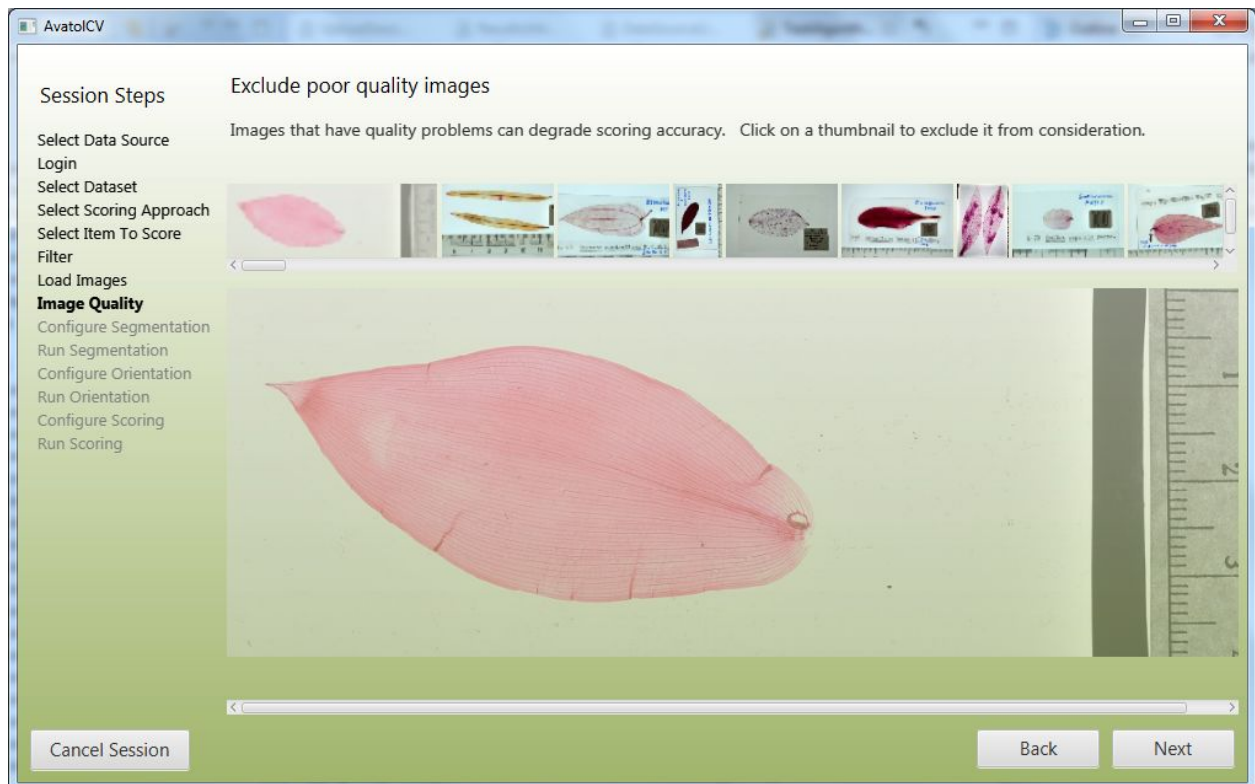 AvatolCV
Session Steps
Select Data Source
Login
Select Dataset
Select Scoring Approach
Select Item To Score
Filter
Load Images
Image Quality
Configure Segmentation
Run Segmentation
Configure Orientation
Run Orientation
Configure Scoring
Run Scoring
Exclude poor quality images
Images that have quality problems can degrade scoring accuracy. Click on a thumbnail to exclude it from consideration.
1
2
3
Cancel Session
Back
Next